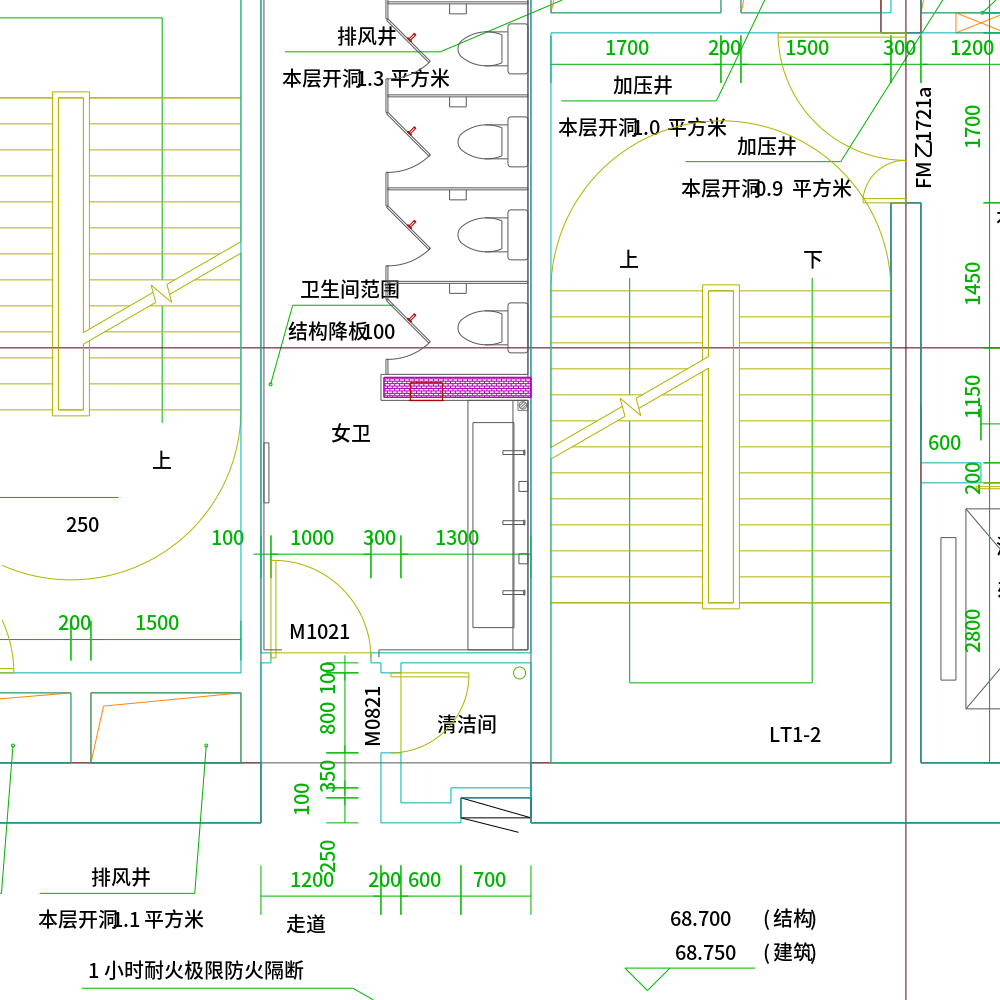 排风井
本层开洞1.3 平方米
1700
200
1500
300
1200
加压井
本层开洞1.0 平方米
加压井
本层开洞0.9 平方米
FM乙1721a
1700
上
下
1450
卫生间范围
结构降板100
1150
女卫
600
200
上
250
100
1000
300
1300
200
1500
M1021
2800
100
800
M0821
清洁间
LT1-2
350
100
250
1200
200
600
700
排风井
本层开洞1.1 平方米
走道
68.700 (结构)
68.750 (建筑)
1 小时耐火极限防火隔断